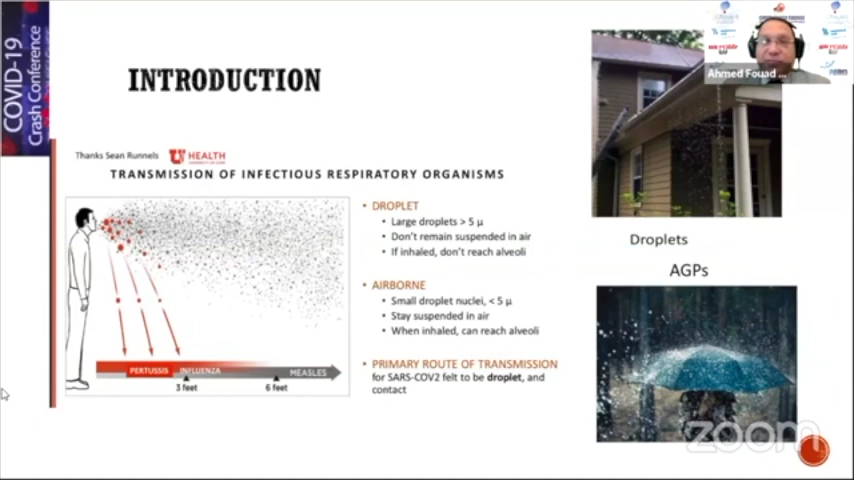 COVID-19
Crash Conference
INTRODUCTION
Thanks Sean Runnels
U HEALTH
TRANSMISSION OF INFECTIOUS RESPIRATORY ORGANISMS
• DROPLET
• Large droplets > 5 μ
• Don't remain suspended in air
• If inhaled, don't reach alveoli
• AIRBORNE
• Small droplet nuclei, < 5 μ
• Stay suspended in air
• When inhaled, can reach alveoli
• PRIMARY ROUTE OF TRANSMISSION
for SARS-COV2 felt to be droplet, and
contact
PERTUSSIS
INFLUENZA
MEASLES
3 feet
6 feet
Droplets
AGPs
Ahmed Fouad ...
zoom